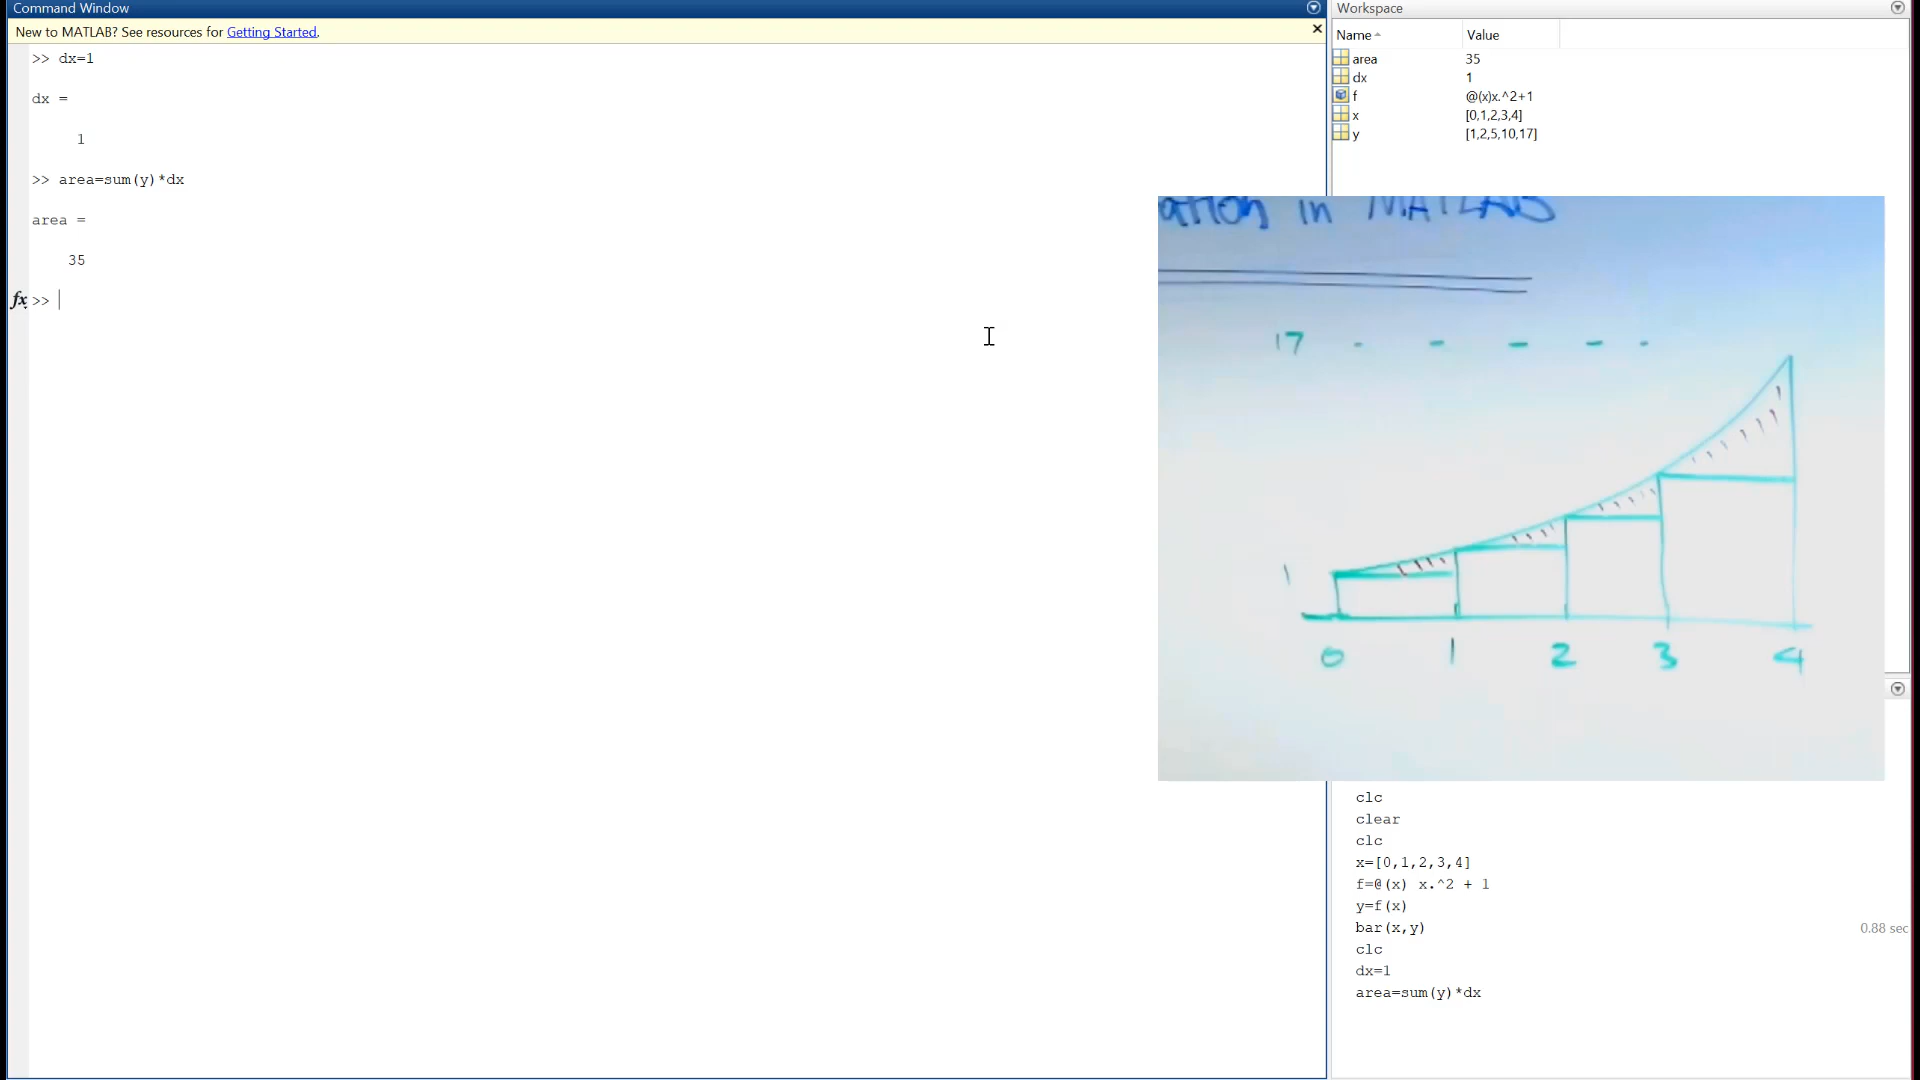 Command Window
New to MATLAB? See resources for Getting Started.
>> dx=1
dx =
1
>> area=sum(y)*dx
area =
35
fx >>
Workspace
Name Value
area 35
dx 1
f @(x)x.^2+1
x [0,1,2,3,4]
y [1,2,5,10,17]
ation in MATLAB
17
1
0 1 2 3 4
clc
clear
clc
x=[0,1,2,3,4]
f=@(x) x.^2 + 1
y=f(x)
bar(x,y) 0.88 sec
clc
dx=1
area=sum(y)*dx